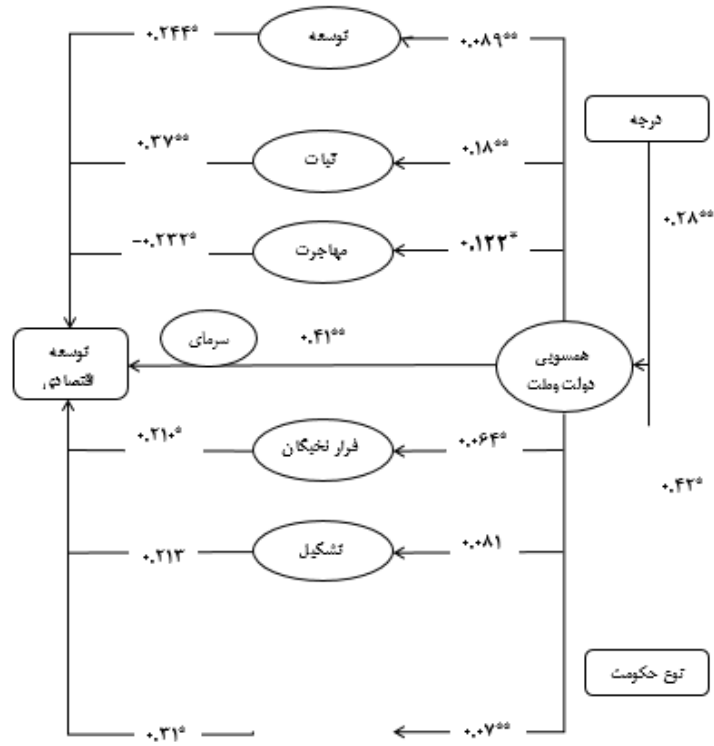 ۰.۲۴۴* توسعه ۰.۰۸۹**
درجه
۰.۳۷** ثبات ۰.۱۸**
۰.۲۸**
-۰.۲۳۲* مهاجرت ۰.۱۲۲*
سرمای ۰.۴۱**
توسعه
اقتصادی
همسویی
دولت وملت
۰.۲۱۰* فرار نخبگان ۰.۰۶۴*
۰.۴۲*
۰.۲۱۳ تشکیل ۰.۰۸۱
نوع حکومت
۰.۳۱* ۰.۰۷**